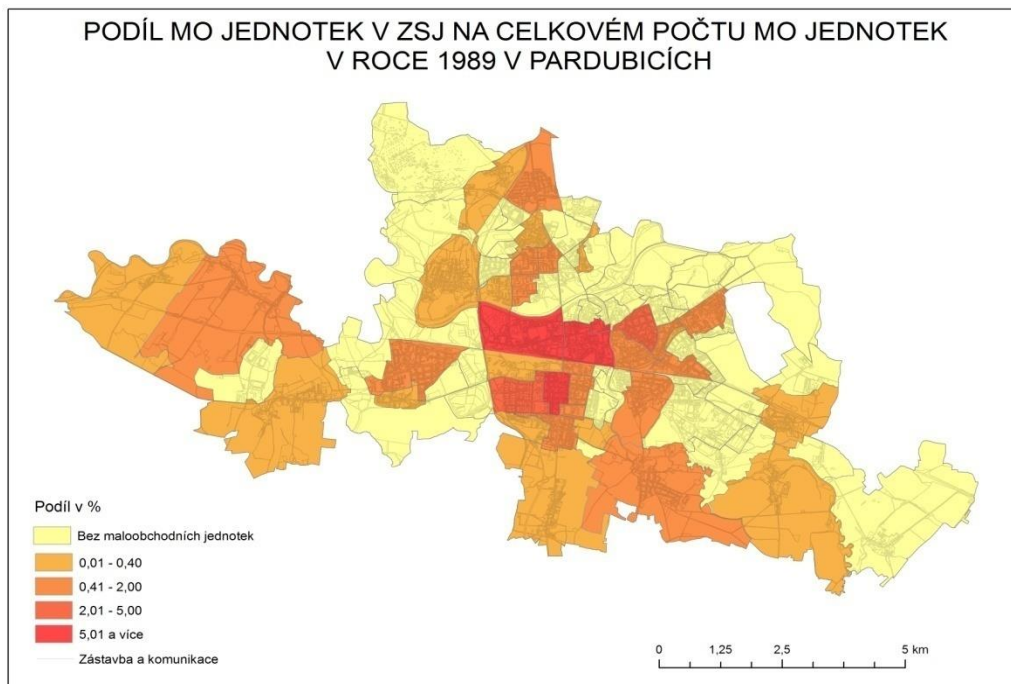 PODÍL MO JEDNOTEK V ZSJ NA CELKOVÉM POČTU MO JEDNOTEK
V ROCE 1989 V PARDUBICÍCH
Podíl v %
Bez maloobchodních jednotek
0,01 - 0,40
0,41 - 2,00
2,01 - 5,00
5,01 a více
Zástavba a komunikace
0 1,25 2,5 5 km